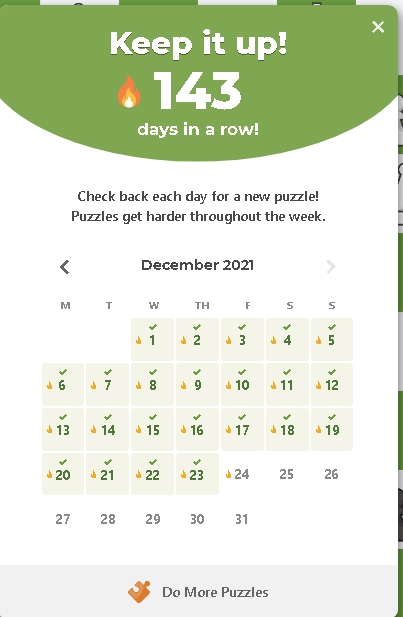 Keep it up!
143
days in a row!
Check back each day for a new puzzle!
Puzzles get harder throughout the week.
December 2021
M T W TH F S S
1 2 3 4 5
6 7 8 9 10 11 12
13 14 15 16 17 18 19
20 21 22 23 24 25 26
27 28 29 30 31
Do More Puzzles